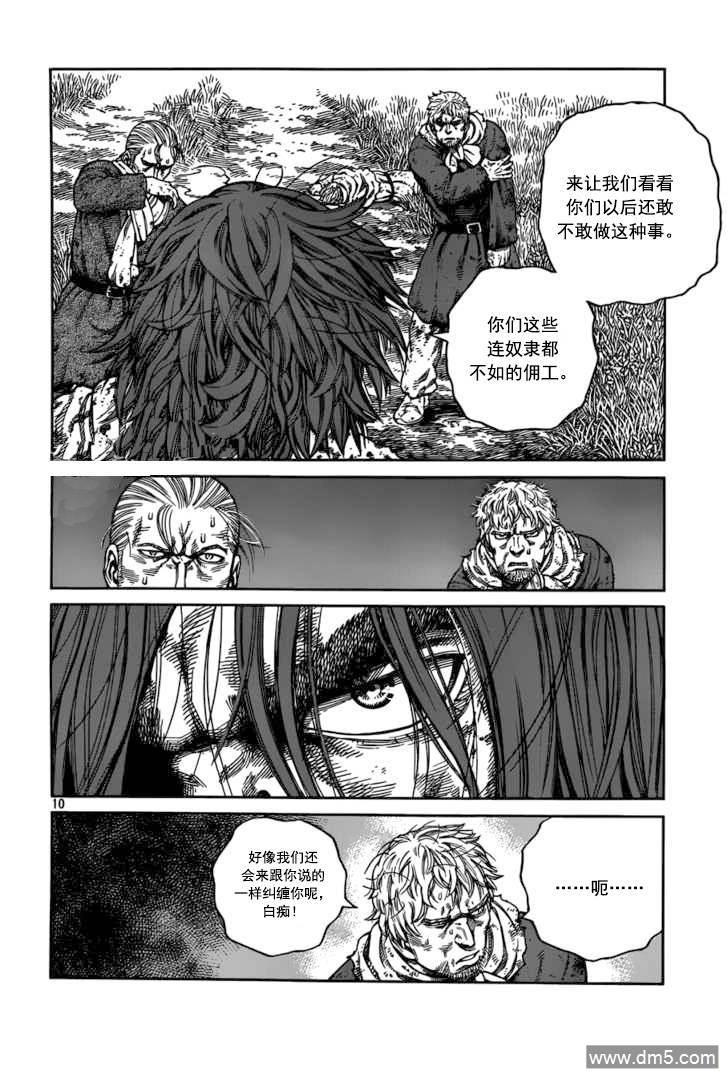 来让我们看看
你们以后还敢
不敢做这种事。
你们这些
连奴隶都
不如的佣工。
10
……呃……
好像我们还
会来跟你说的
一样纠缠你呢，
白痴！
www.dm5.com